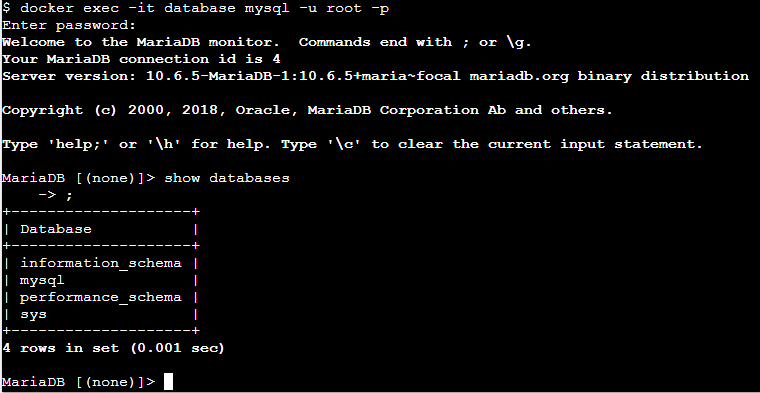 $ docker exec -it database mysql -u root -p
Enter password:
Welcome to the MariaDB monitor.  Commands end with ; or \g.
Your MariaDB connection id is 4
Server version: 10.6.5-MariaDB-1:10.6.5+maria~focal mariadb.org binary distribution

Copyright (c) 2000, 2018, Oracle, MariaDB Corporation Ab and others.

Type 'help;' or '\h' for help. Type '\c' to clear the current input statement.

MariaDB [(none)]> show databases
    -> ;
+--------------------+
| Database           |
+--------------------+
| information_schema |
| mysql              |
| performance_schema |
| sys                |
+--------------------+
4 rows in set (0.001 sec)

MariaDB [(none)]>